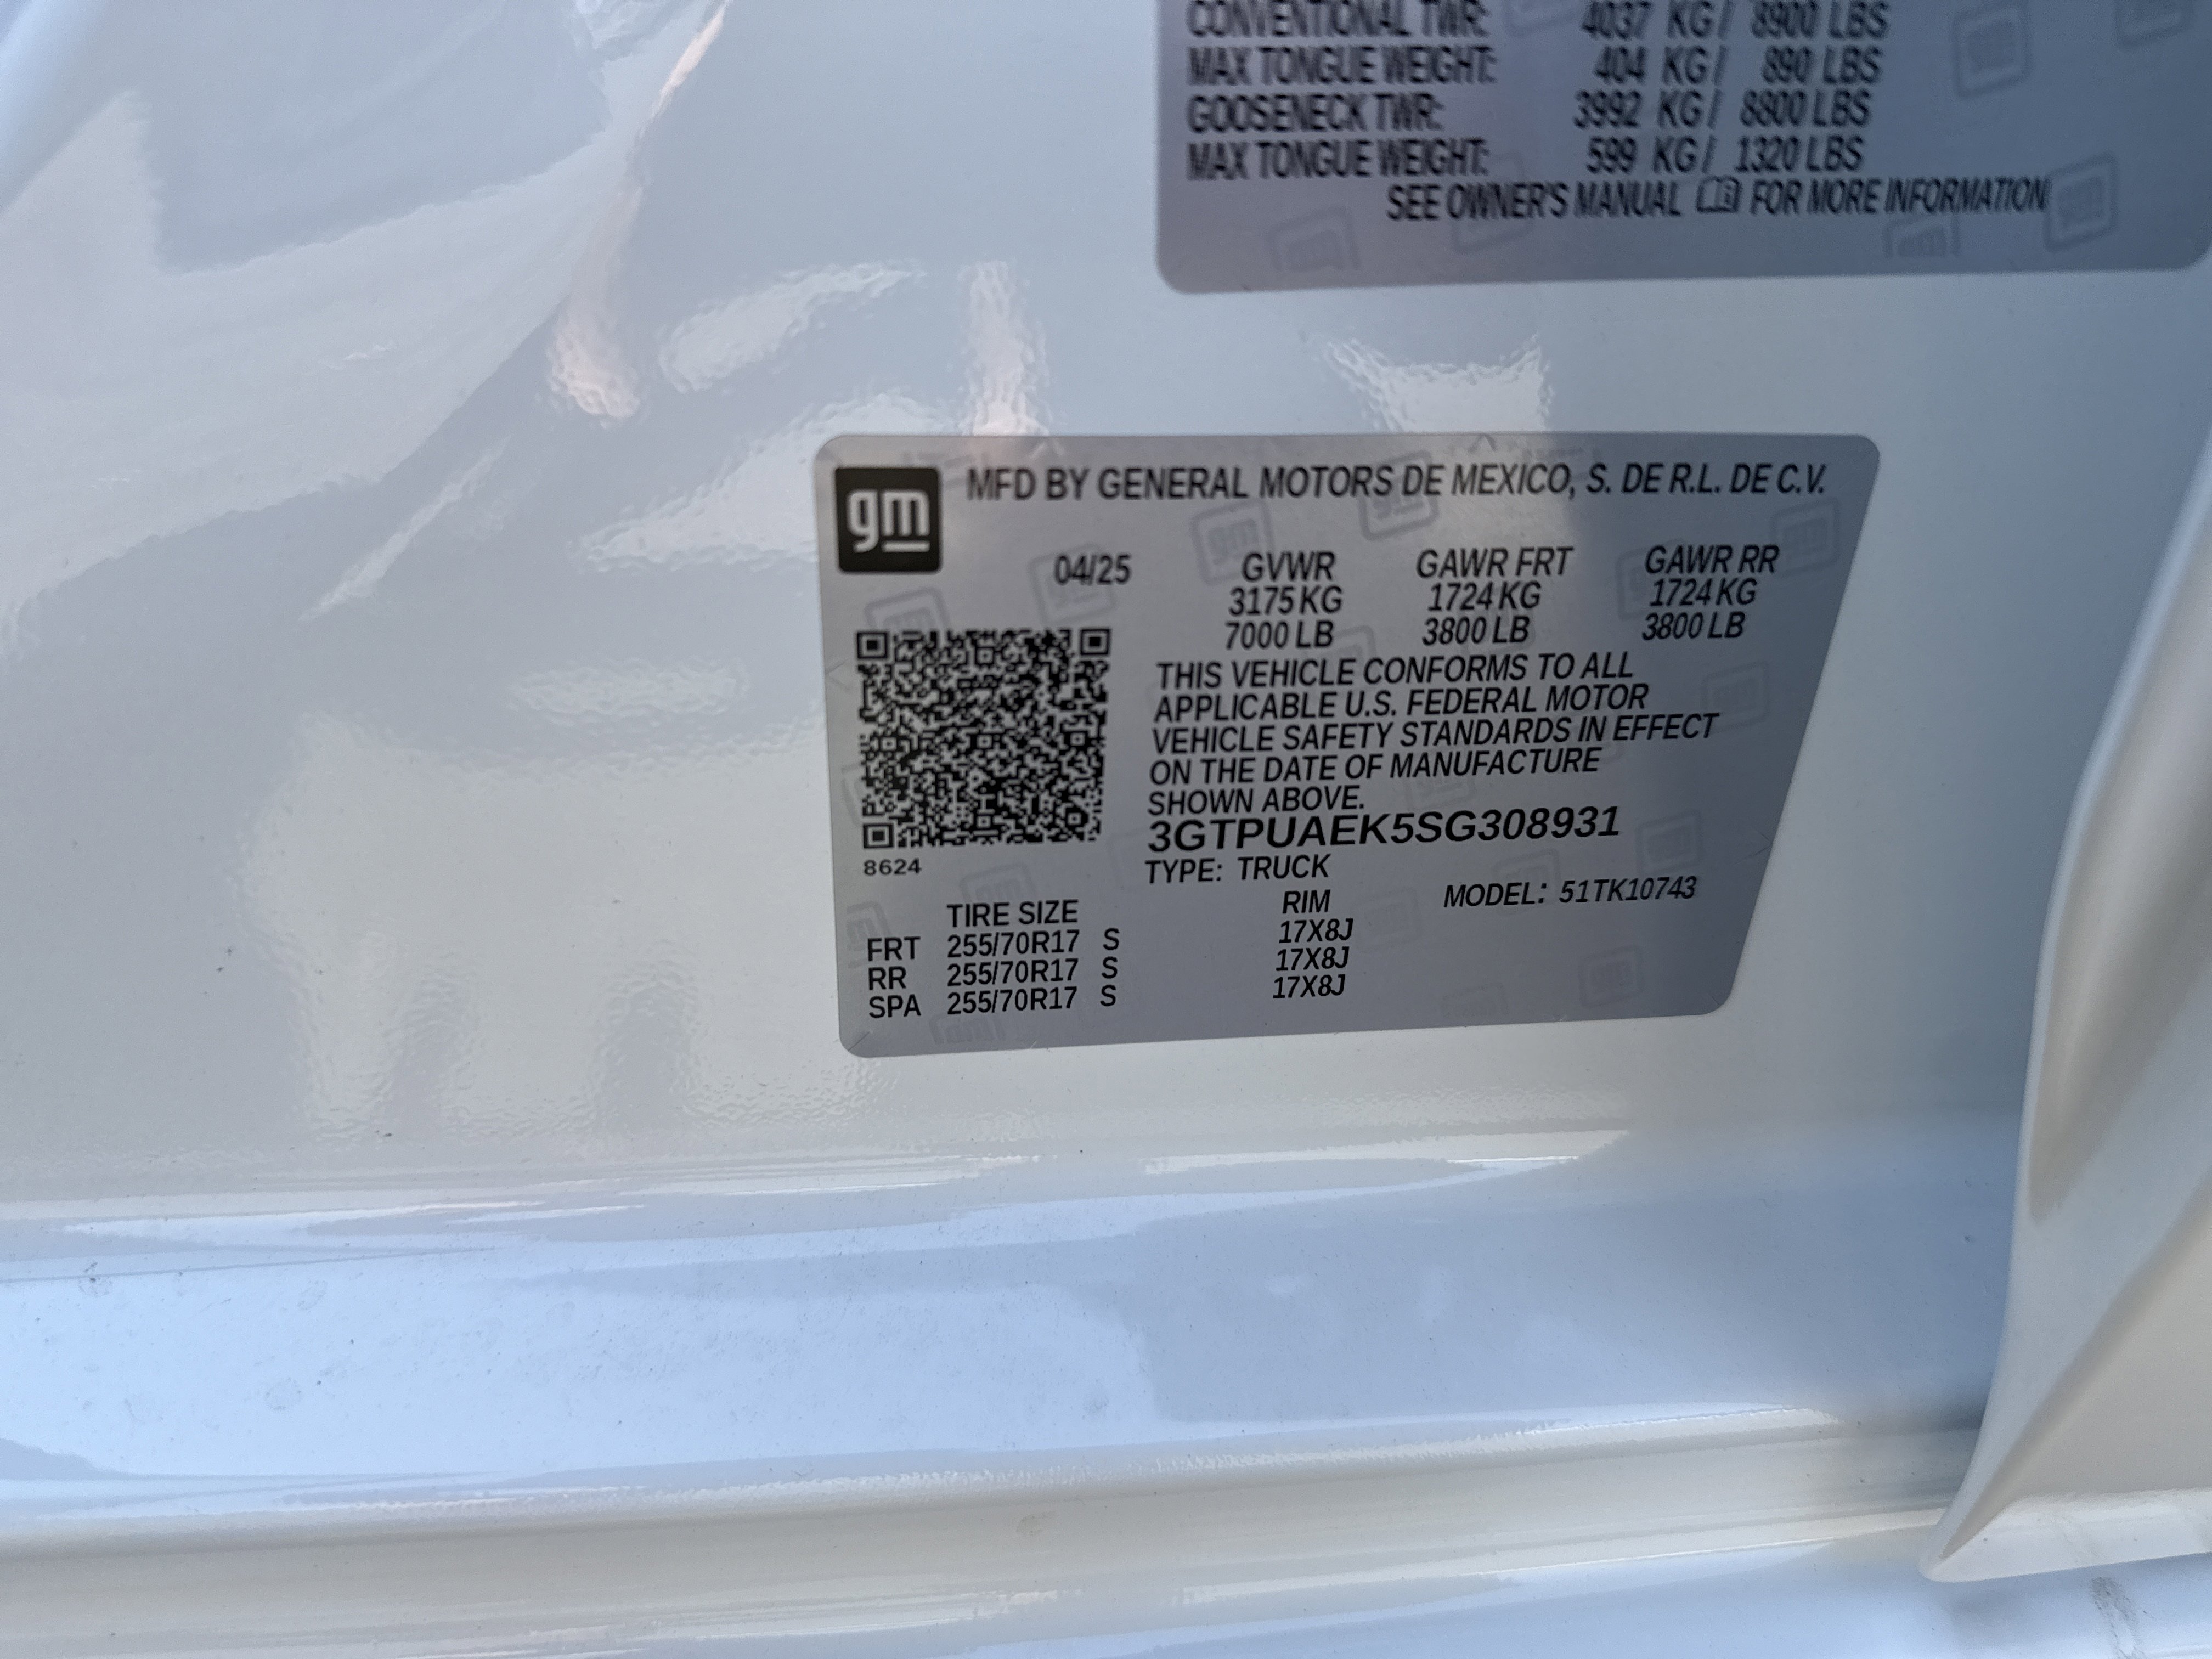 CONVENTIONAL TWR: 4037 KG / 8900 LBS
MAX TONGUE WEIGHT: 404 KG / 890 LBS
GOOSENECK TWR: 3992 KG / 8800 LBS
MAX TONGUE WEIGHT: 599 KG / 1320 LBS
SEE OWNER'S MANUAL FOR MORE INFORMATION
gm MFD BY GENERAL MOTORS DE MEXICO, S. DE R.L. DE C.V.
04/25 GVWR GAWR FRT GAWR RR
3175 KG 1724 KG 1724 KG
7000 LB 3800 LB 3800 LB
THIS VEHICLE CONFORMS TO ALL
APPLICABLE U.S. FEDERAL MOTOR
VEHICLE SAFETY STANDARDS IN EFFECT
ON THE DATE OF MANUFACTURE
SHOWN ABOVE.
3GTPUAEK5SG308931
8624
TYPE: TRUCK
MODEL: 51TK10743
TIRE SIZE RIM
FRT 255/70R17 S 17X8J
RR 255/70R17 S 17X8J
SPA 255/70R17 S 17X8J